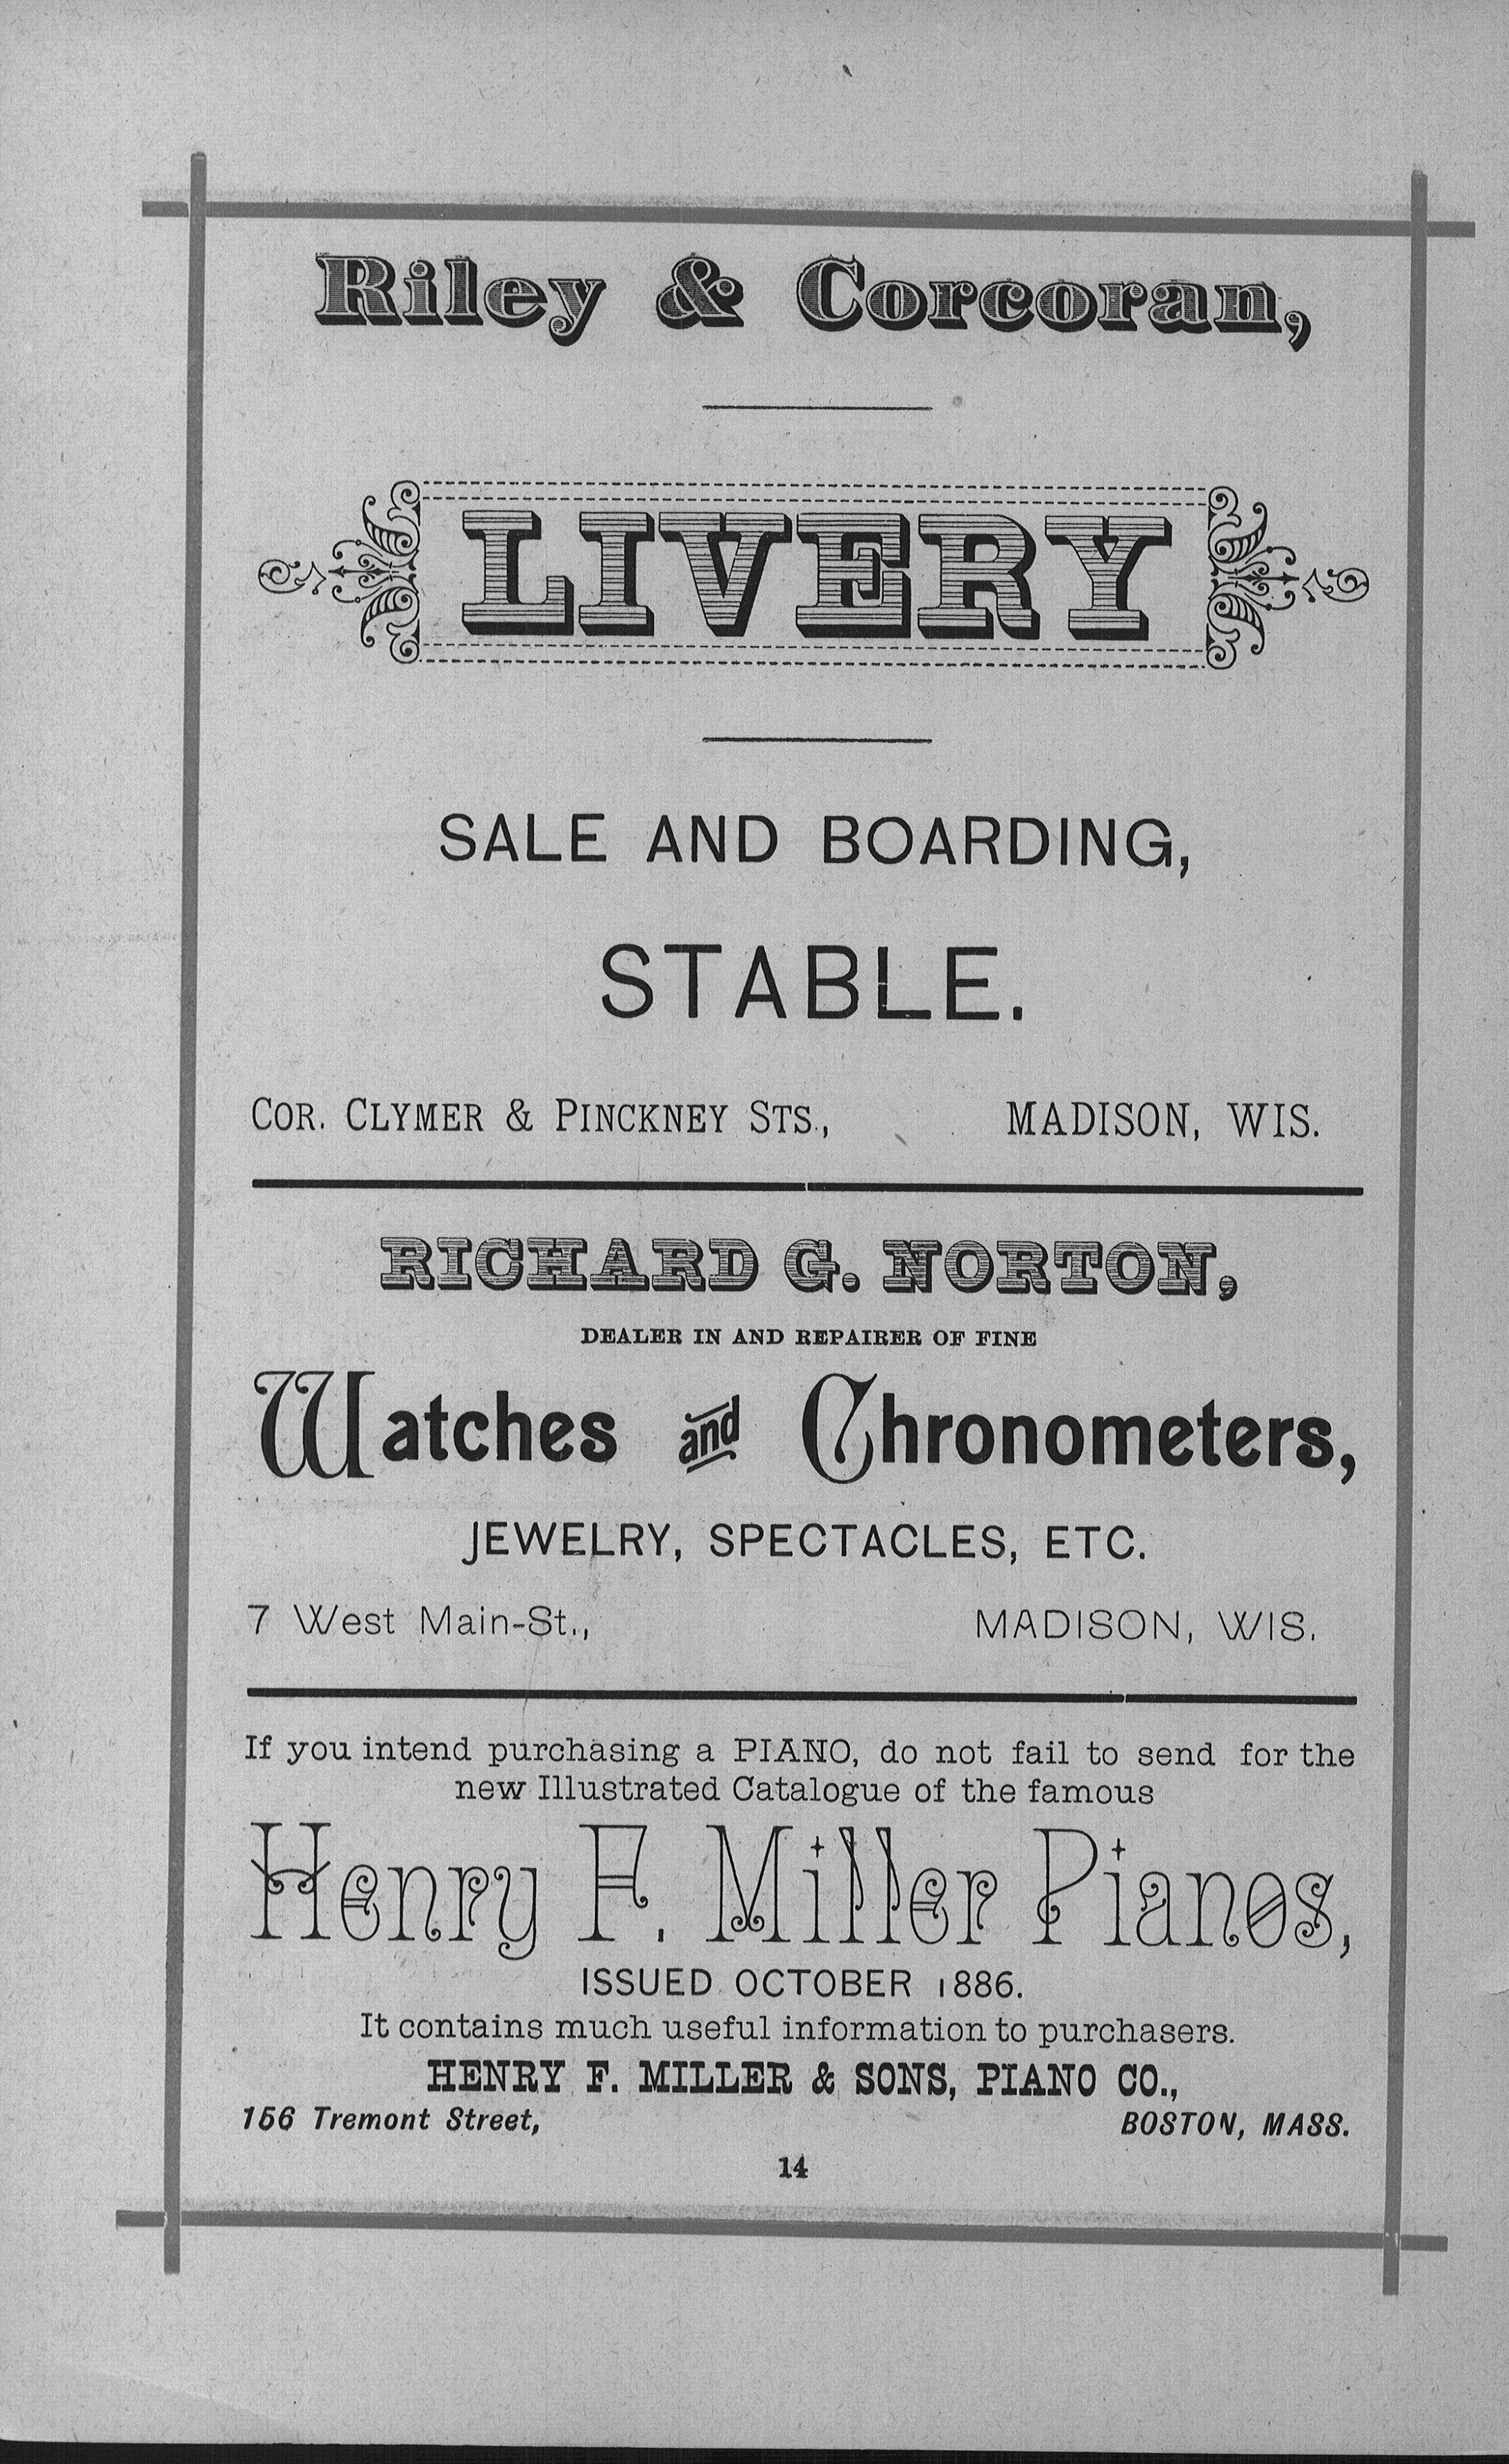 Riley & Corcoran,
LIVERY
SALE AND BOARDING,
STABLE.
COR. CLYMER & PINCKNEY STS., MADISON, WIS.
RICHARD G. NORTON,
DEALER IN AND REPAIRER OF FINE
Watches and Chronometers,
JEWELRY, SPECTACLES, ETC.
7 West Main-St., MADISON, WIS.
If you intend purchasing a PIANO, do not fail to send for the
new Illustrated Catalogue of the famous
Henry F. Miller Pianos,
ISSUED OCTOBER 1886.
It contains much useful information to purchasers.
HENRY F. MILLER & SONS, PIANO CO.,
156 Tremont Street, BOSTON, MASS.
14